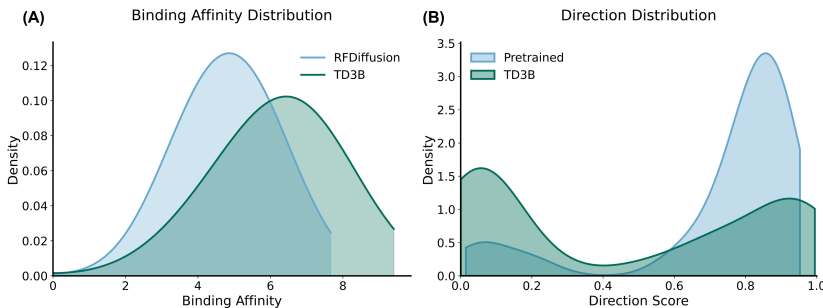 (A)
Binding Affinity Distribution
RFDiffusion
TD3B
Density
0.12
0.10
0.08
0.06
0.04
0.02
0.00
0
2
4
6
8
Binding Affinity
(B)
Direction Distribution
Pretrained
TD3B
Density
3.5
3.0
2.5
2.0
1.5
1.0
0.5
0.0
0.0
0.2
0.4
0.6
0.8
1.0
Direction Score